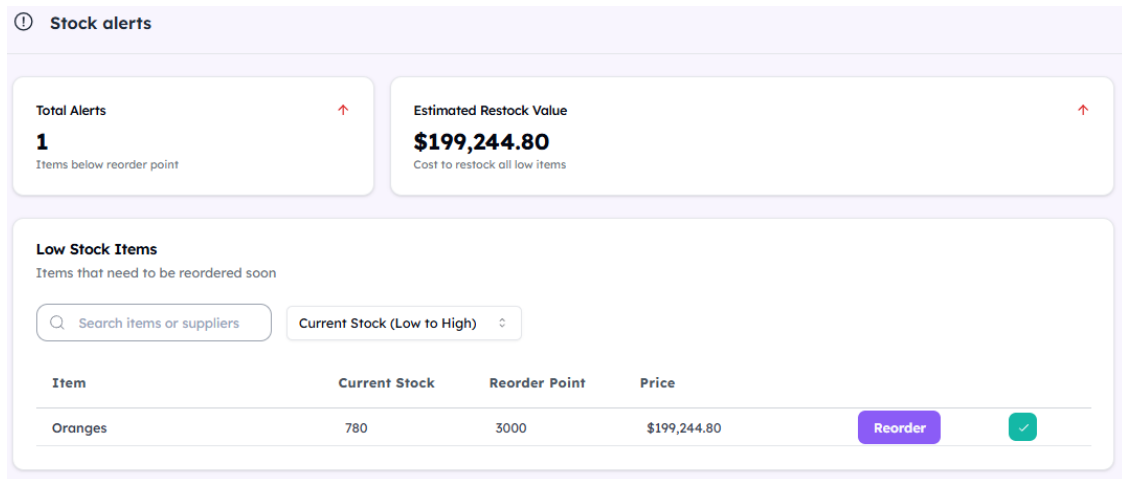 Stock alerts
Total Alerts
1
Items below reorder point
Estimated Restock Value
$199,244.80
Cost to restock all low items
Low Stock Items
Items that need to be reordered soon
Search items or suppliers
Current Stock (Low to High)
Item Current Stock Reorder Point Price
Oranges 780 3000 $199,244.80 Reorder